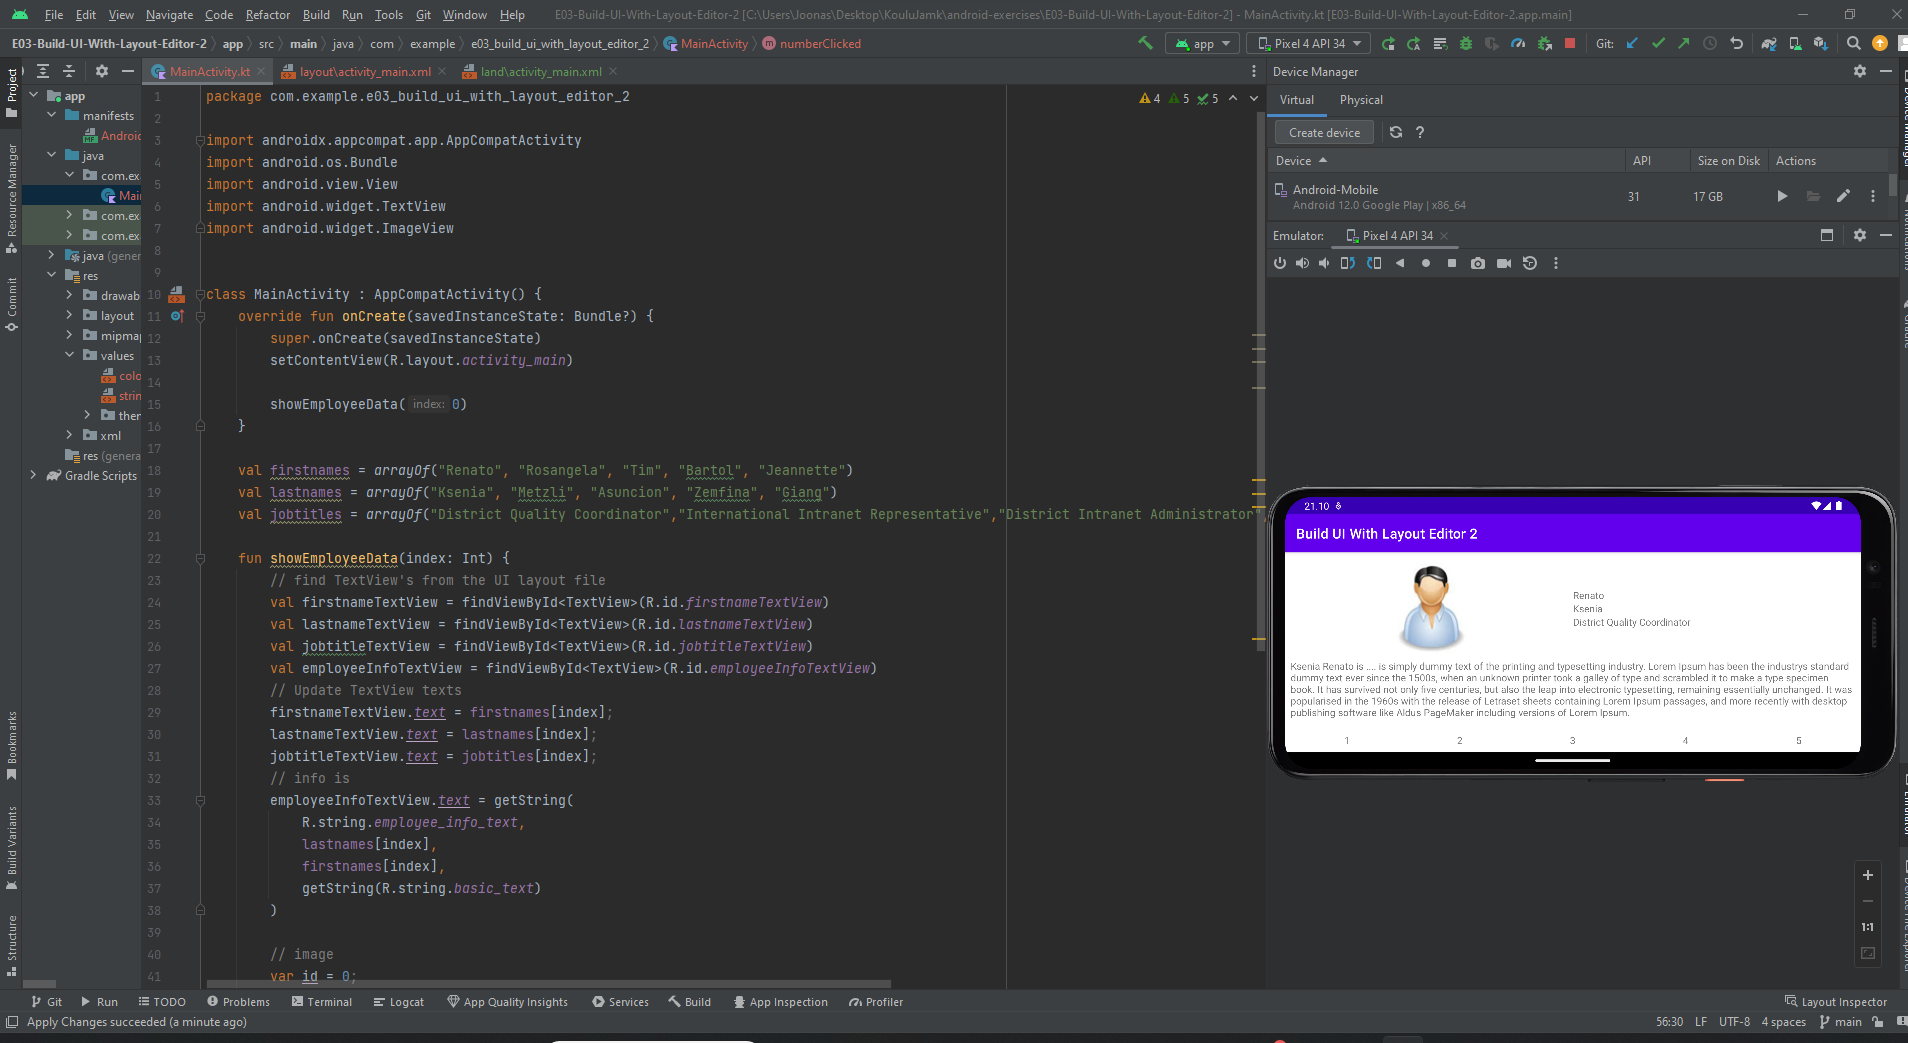 File Edit View Navigate Code Refactor Build Run Tools Git Window Help E03-Build-UI-With-Layout-Editor-2 [C:\Users\Joonas\Desktop\KouluJamk\android-exercises\E03-Build-UI-With-Layout-Editor-2] - MainActivity.kt [E03-Build-UI-With-Layout-Editor-2.app.main]
E03-Build-UI-With-Layout-Editor-2 app src main java com example e03_build_ui_with_layout_editor_2 MainActivity numberClicked app Pixel 4 API 34 Git:
MainActivity.kt layout\activity_main.xml land\activity_main.xml
Project
Resource Manager
Commit
Bookmarks
Build Variants
Structure
app
manifests
Android
java
com.ex
Mai
com.ex
com.ex
java (gener
res
drawab
layout
mipmap
values
colo
strin
ther
xml
res (genera
Gradle Scripts
4 5 5
1 package com.example.e03_build_ui_with_layout_editor_2
2
3 import androidx.appcompat.app.AppCompatActivity
4 import android.os.Bundle
5 import android.view.View
6 import android.widget.TextView
7 import android.widget.ImageView
8
9
10 class MainActivity : AppCompatActivity() {
11 override fun onCreate(savedInstanceState: Bundle?) {
12 super.onCreate(savedInstanceState)
13 setContentView(R.layout.activity_main)
14
15 showEmployeeData( index: 0)
16 }
17
18 val firstnames = arrayOf("Renato", "Rosangela", "Tim", "Bartol", "Jeannette")
19 val lastnames = arrayOf("Ksenia", "Metzli", "Asuncion", "Zemfina", "Giang")
20 val jobtitles = arrayOf("District Quality Coordinator","International Intranet Representative","District Intranet Administrator"
21
22 fun showEmployeeData(index: Int) {
23 // find TextView's from the UI layout file
24 val firstnameTextView = findViewById<TextView>(R.id.firstnameTextView)
25 val lastnameTextView = findViewById<TextView>(R.id.lastnameTextView)
26 val jobtitleTextView = findViewById<TextView>(R.id.jobtitleTextView)
27 val employeeInfoTextView = findViewById<TextView>(R.id.employeeInfoTextView)
28 // Update TextView texts
29 firstnameTextView.text = firstnames[index];
30 lastnameTextView.text = lastnames[index];
31 jobtitleTextView.text = jobtitles[index];
32 // info is
33 employeeInfoTextView.text = getString(
34 R.string.employee_info_text,
35 lastnames[index],
36 firstnames[index],
37 getString(R.string.basic_text)
38 )
39
40 // image
41 var id = 0;
Device Manager
Virtual Physical
Create device
Device API Size on Disk Actions
Android-Mobile 31 17 GB
Android 12.0 Google Play | x86_64
Emulator: Pixel 4 API 34
21.10
Build UI With Layout Editor 2
Renato
Ksenia
District Quality Coordinator
Ksenia Renato is .... is simply dummy text of the printing and typesetting industry. Lorem Ipsum has been the industrys standard
dummy text ever since the 1500s, when an unknown printer took a galley of type and scrambled it to make a type specimen
book. It has survived not only five centuries, but also the leap into electronic typesetting, remaining essentially unchanged. It was
popularised in the 1960s with the release of Letraset sheets containing Lorem Ipsum passages, and more recently with desktop
publishing software like Aldus PageMaker including versions of Lorem Ipsum.
1 2 3 4 5
1:1
Git Run TODO Problems Terminal Logcat App Quality Insights Services Build App Inspection Profiler Layout Inspector
Apply Changes succeeded (a minute ago) 56:30 LF UTF-8 4 spaces main